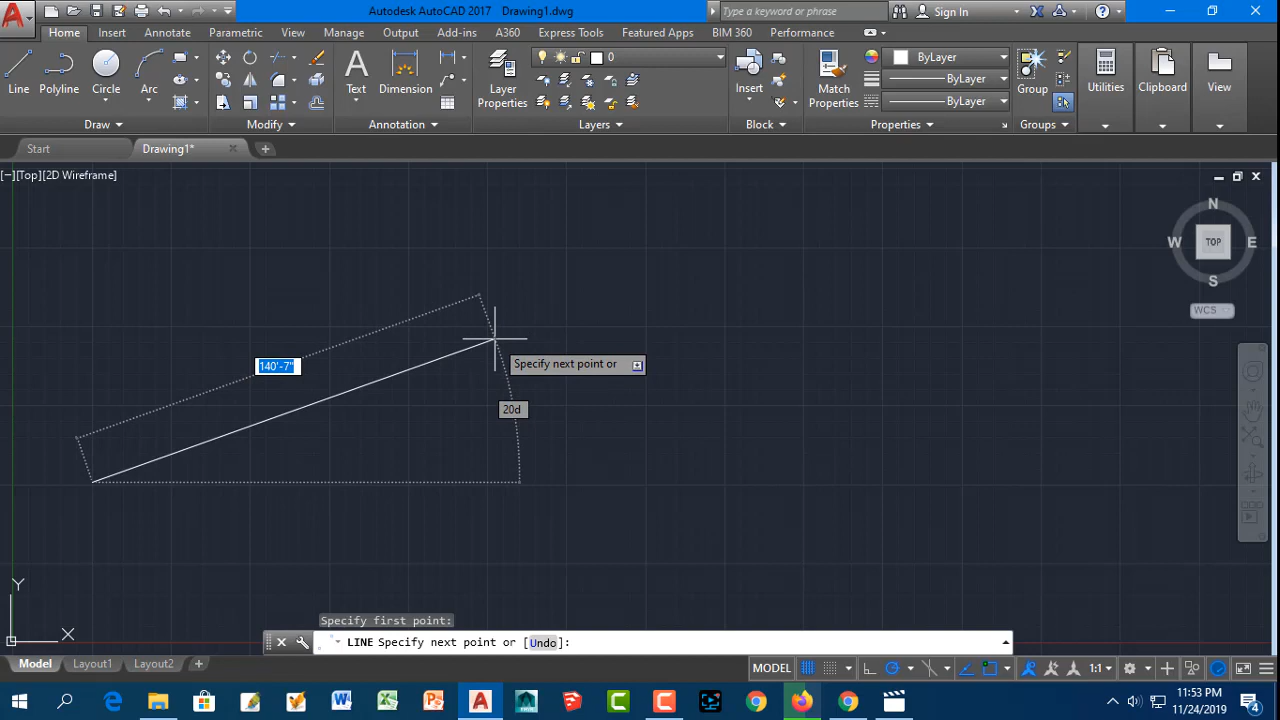 Autodesk AutoCAD 2017 Drawing1.dwg
Type a keyword or phrase
Sign In
Home Insert Annotate Parametric View Manage Output Add-ins A360 Express Tools Featured Apps BIM 360 Performance
Line Polyline Circle Arc
Text Dimension
Layer Properties
0
Insert
Match Properties
ByLayer
ByLayer
ByLayer
Group
Utilities
Clipboard
View
Draw Modify Annotation Layers Block Properties Groups
Start Drawing1*
[−][Top][2D Wireframe]
N
W TOP E
S
WCS
140'-7"
Specify next point or
20d
Y
X
Specify first point:
LINE Specify next point or [Undo]:
Model Layout1 Layout2
MODEL 1:1
11:53 PM
11/24/2019
4